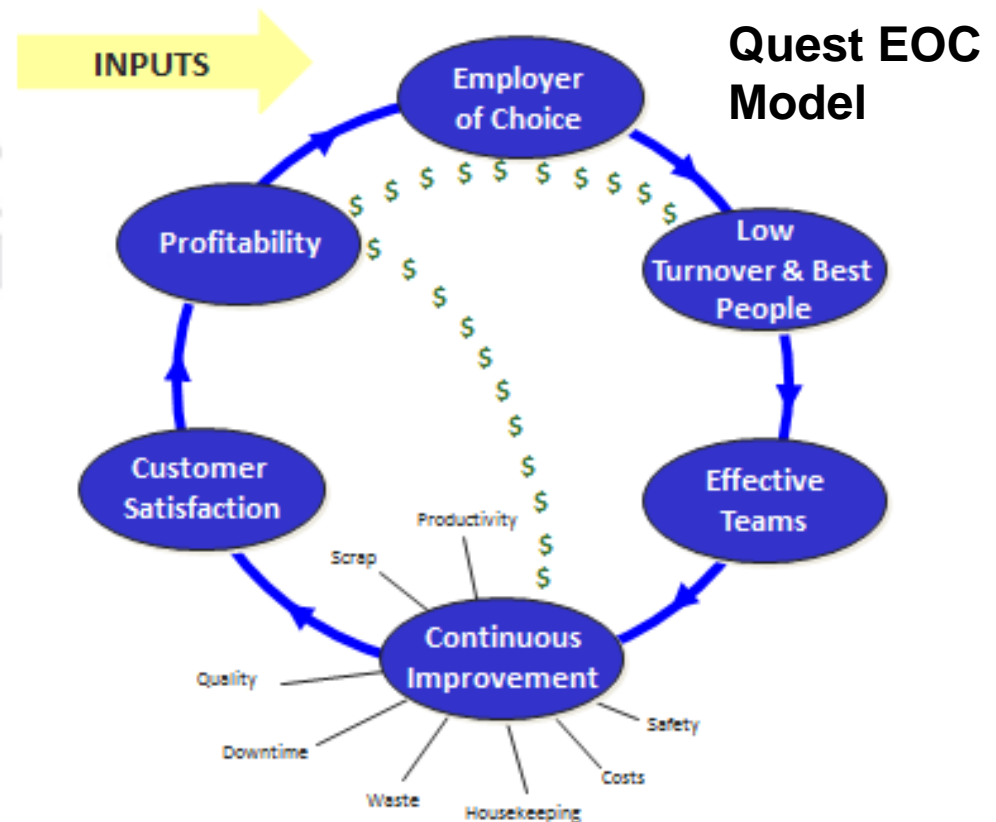 INPUTS
Quest EOC
Model
Employer
of Choice
$ $ $ $ $ $ $ $ $ $
Profitability
Low
Turnover & Best
People
$ $ $ $ $ $ $ $ $ $ $
Customer
Satisfaction
Effective
Teams
Productivity
Scrap
Continuous
Improvement
Quality
Downtime
Waste
Housekeeping
Costs
Safety